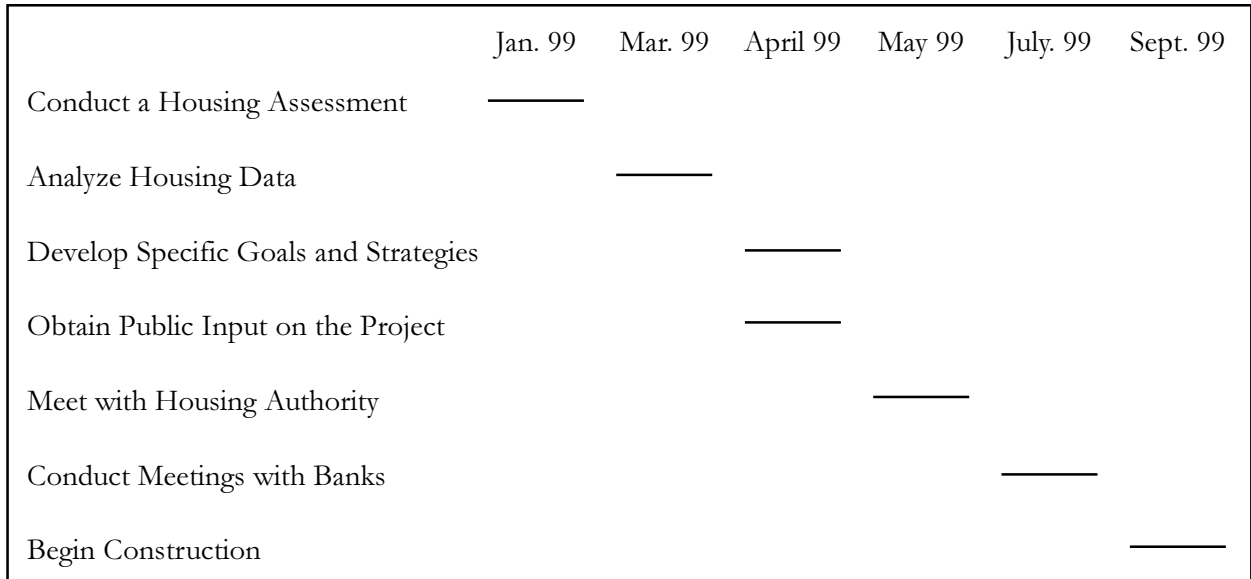 Jan. 99 Mar. 99 April 99 May 99 July. 99 Sept. 99
Conduct a Housing Assessment
Analyze Housing Data
Develop Specific Goals and Strategies
Obtain Public Input on the Project
Meet with Housing Authority
Conduct Meetings with Banks
Begin Construction